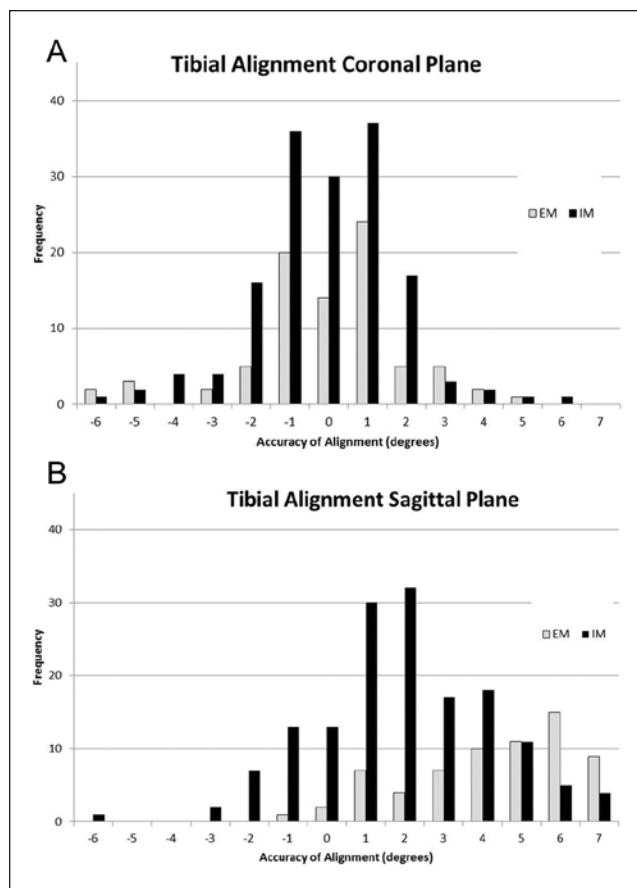 A
Tibial Alignment Coronal Plane
40
30
20
10
0
Frequency
EM IM
-6 -5 -4 -3 -2 -1 0 1 2 3 4 5 6 7
Accuracy of Alignment (degrees)
B
Tibial Alignment Sagittal Plane
40
30
20
10
0
Frequency
EM IM
-6 -5 -4 -3 -2 -1 0 1 2 3 4 5 6 7
Accuracy of Alignment (degrees)